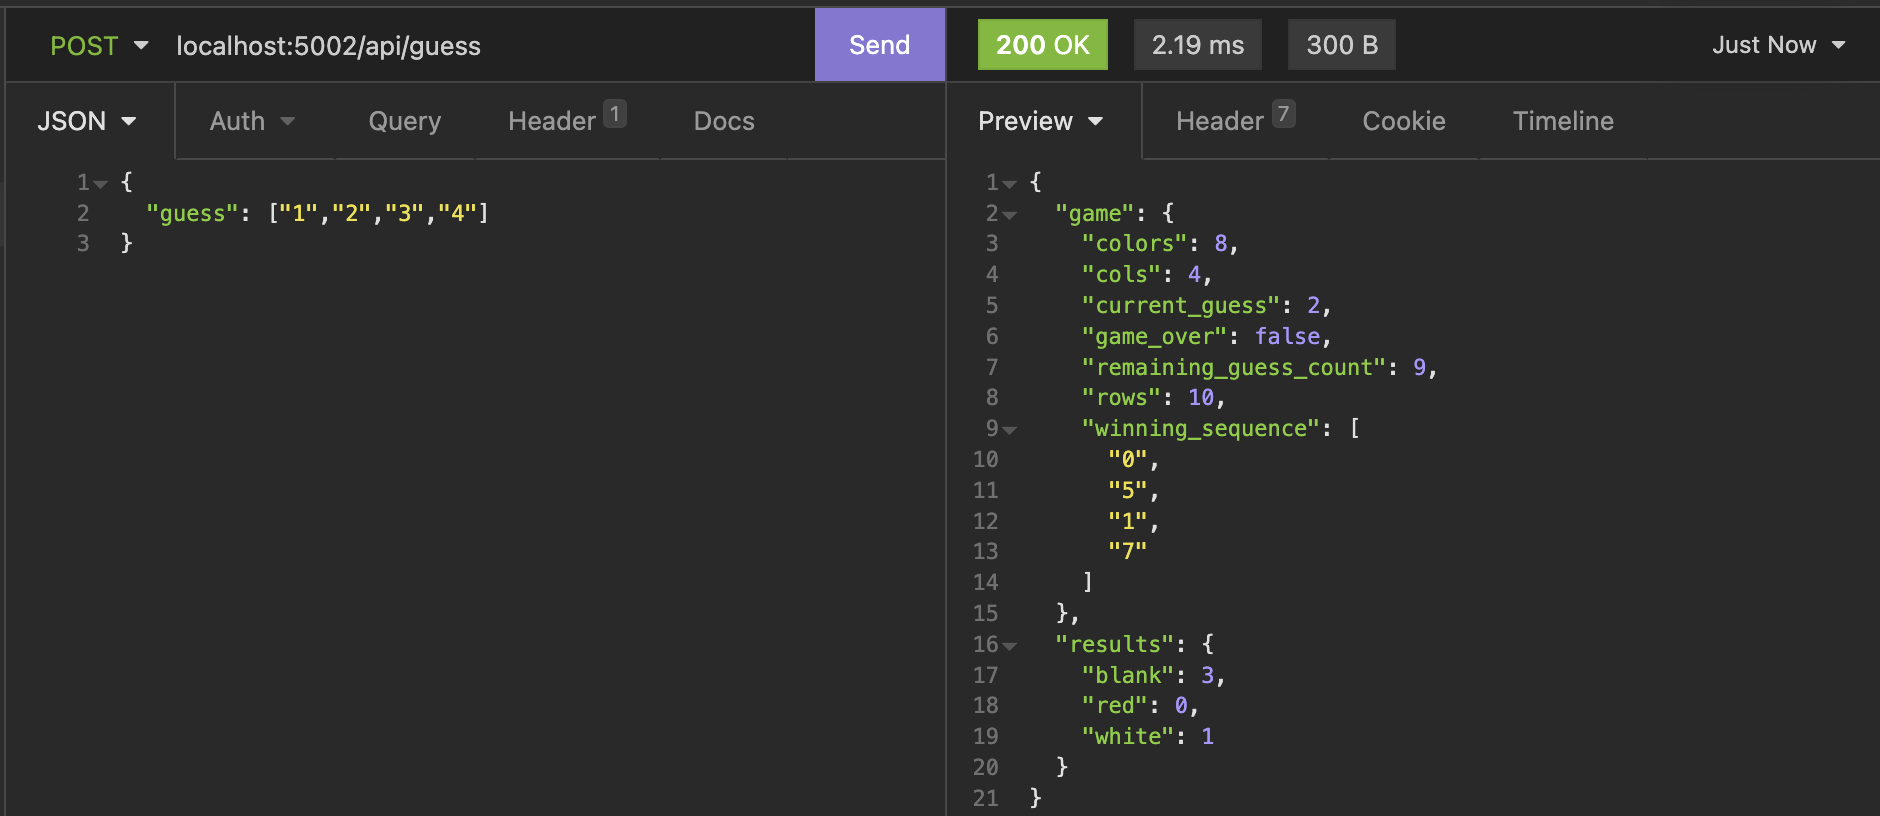 POST localhost:5002/api/guess Send 200 OK 2.19 ms 300 B Just Now
JSON Auth Query Header 1 Docs Preview Header 7 Cookie Timeline
1 {
2 "guess": ["1","2","3","4"]
3 }
1 {
2 "game": {
3 "colors": 8,
4 "cols": 4,
5 "current_guess": 2,
6 "game_over": false,
7 "remaining_guess_count": 9,
8 "rows": 10,
9 "winning_sequence": [
10 "0",
11 "5",
12 "1",
13 "7"
14 ]
15 },
16 "results": {
17 "blank": 3,
18 "red": 0,
19 "white": 1
20 }
21 }